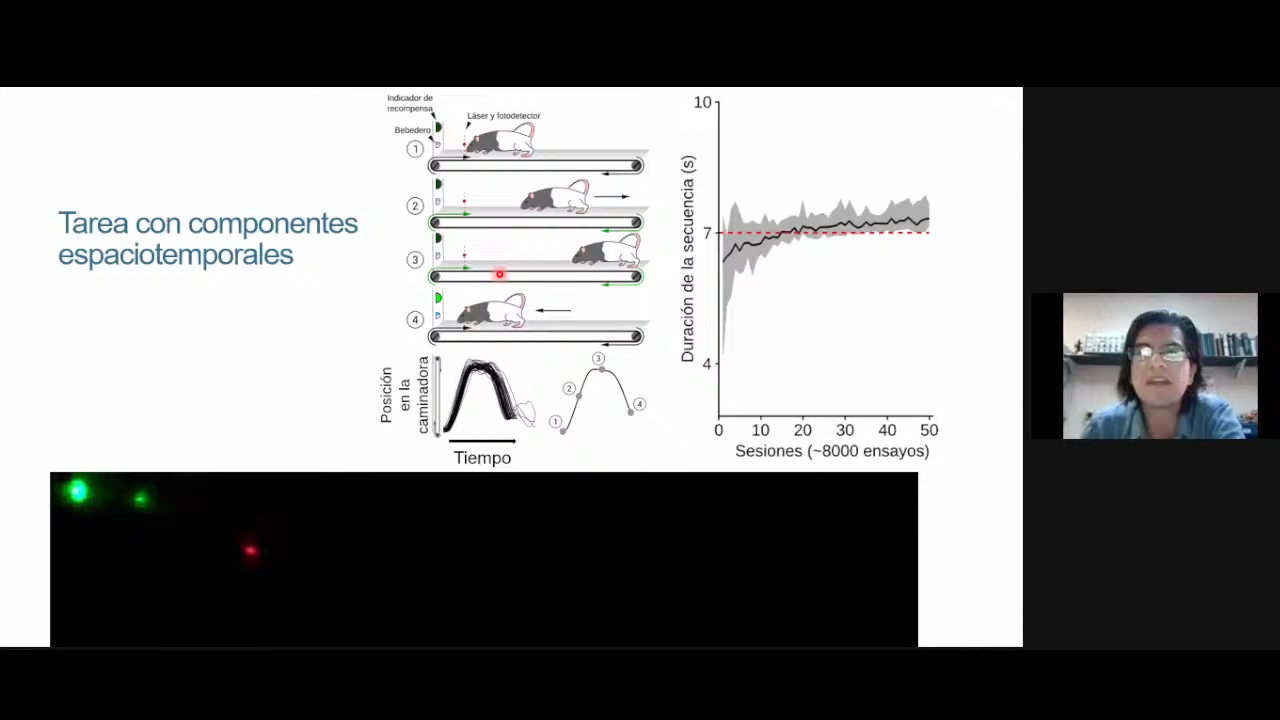 Tarea con componentes
espaciotemporales
Indicador de
recompensa
Láser y fotodetector
Bebedero
1
2
3
4
Posición
en la
caminadora
Tiempo
1
2
3
4
Duración de la secuencia (s)
10
7
4
0 10 20 30 40 50
Sesiones (~8000 ensayos)